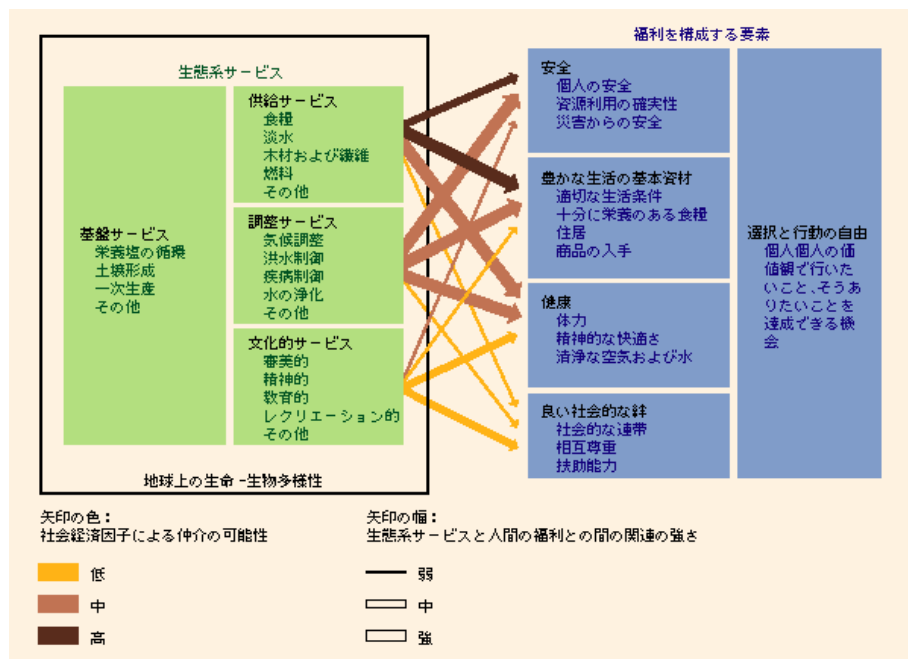 福利を構成する要素
生態系サービス
基盤サービス
栄養塩の循環
土壌形成
一次生産
その他
供給サービス
食糧
淡水
木材および繊維
燃料
その他
調整サービス
気候調整
洪水制御
疾病制御
水の浄化
その他
文化的サービス
審美的
精神的
教育的
レクリエーション的
その他
地球上の生命-生物多様性
安全
個人の安全
資源利用の確実性
災害からの安全
豊かな生活の基本資材
適切な生活条件
十分に栄養のある食糧
住居
商品の入手
健康
体力
精神的な快適さ
清浄な空気および水
良い社会的な絆
社会的な連帯
相互尊重
扶助能力
選択と行動の自由
個人個人の価
値観で行いた
いこと、そうあ
りたいことを
達成できる機
会
矢印の色：
社会経済因子による仲介の可能性
低
中
高
矢印の幅：
生態系サービスと人間の福利との間の関連の強さ
弱
中
強